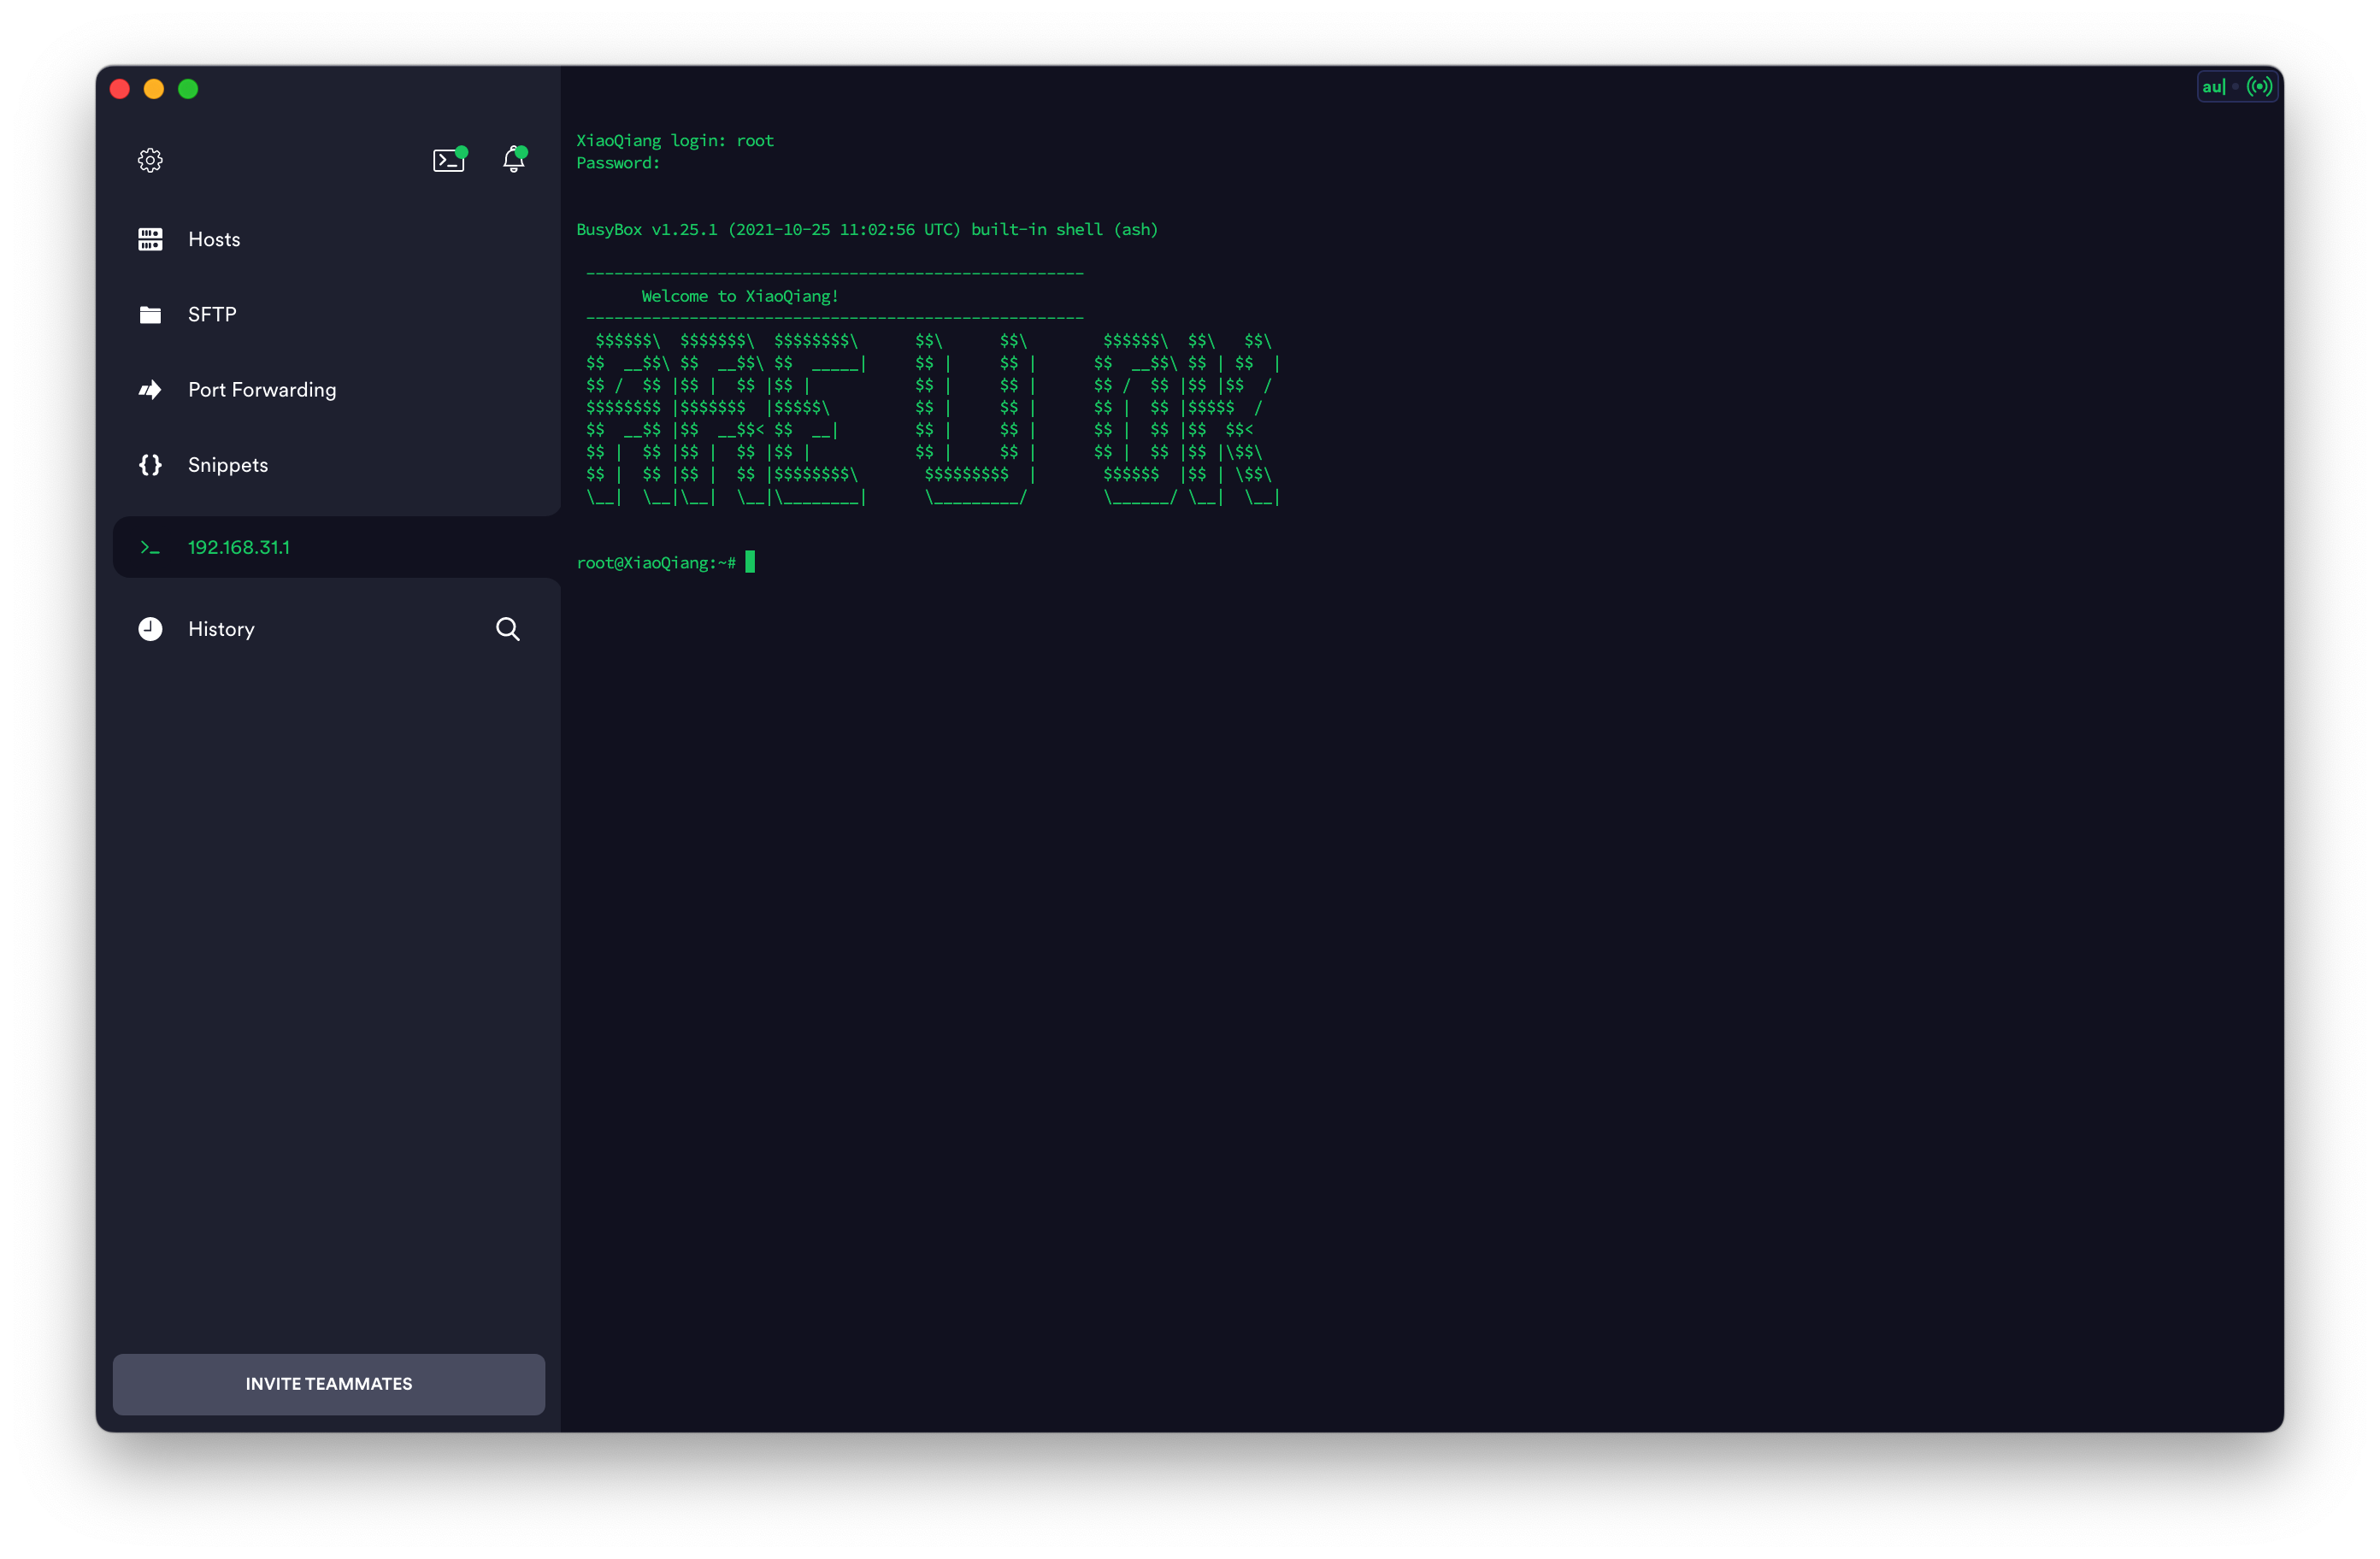 au|
Hosts
SFTP
Port Forwarding
Snippets
192.168.31.1
History
INVITE TEAMMATES
XiaoQiang login: root
Password:
BusyBox v1.25.1 (2021-10-25 11:02:56 UTC) built-in shell (ash)
 -----------------------------------------------------
       Welcome to XiaoQiang!
 -----------------------------------------------------
  $$$$$$\  $$$$$$$\  $$$$$$$$\      $$\      $$\        $$$$$$\  $$\   $$\
 $$  __$$\ $$  __$$\ $$  _____|     $$ |     $$ |      $$  __$$\ $$ | $$  |
 $$ /  $$ |$$ |  $$ |$$ |           $$ |     $$ |      $$ /  $$ |$$ |$$  /
 $$$$$$$$ |$$$$$$$  |$$$$$\         $$ |     $$ |      $$ |  $$ |$$$$$  /
 $$  __$$ |$$  __$$< $$  __|        $$ |     $$ |      $$ |  $$ |$$  $$<
 $$ |  $$ |$$ |  $$ |$$ |           $$ |     $$ |      $$ |  $$ |$$ |\$$\
 $$ |  $$ |$$ |  $$ |$$$$$$$$\       $$$$$$$$$  |       $$$$$$  |$$ | \$$\
 \__|  \__|\__|  \__|\________|      \_________/        \______/ \__|  \__|
root@XiaoQiang:~#